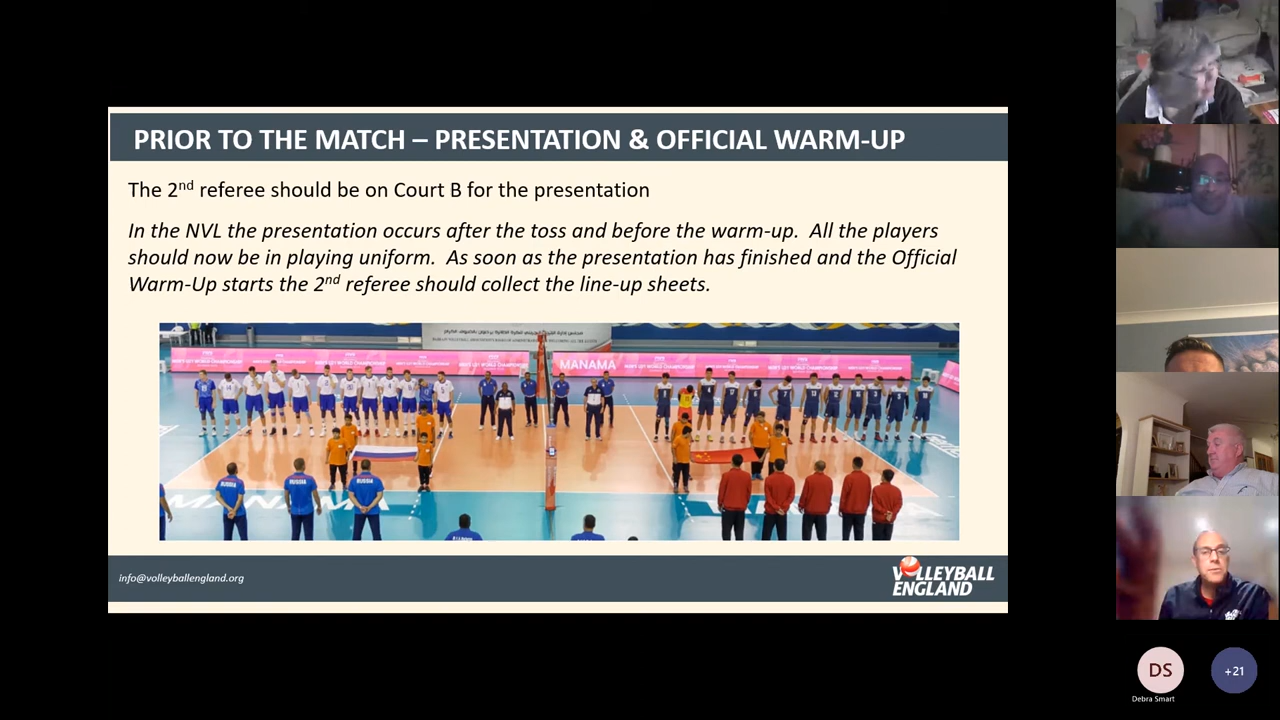 PRIOR TO THE MATCH – PRESENTATION & OFFICIAL WARM-UP
The 2nd referee should be on Court B for the presentation
In the NVL the presentation occurs after the toss and before the warm-up. All the players
should now be in playing uniform. As soon as the presentation has finished and the Official
Warm-Up starts the 2nd referee should collect the line-up sheets.
MANAMA
RUSSIA
RUSSIA
RUSSIA
MANAMA
info@volleyballengland.org
VOLLEYBALL
ENGLAND
DS
+21
Debra Smart